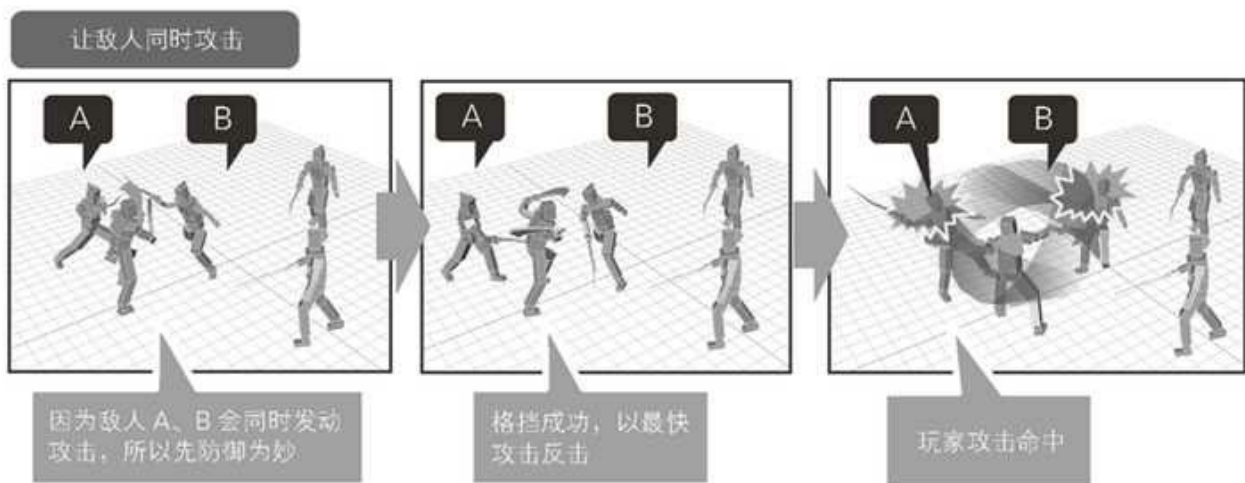 让敌人同时攻击
A
B
A
B
A
B
因为敌人 A、B 会同时发动
攻击，所以先防御为妙
格挡成功，以最快
攻击反击
玩家攻击命中